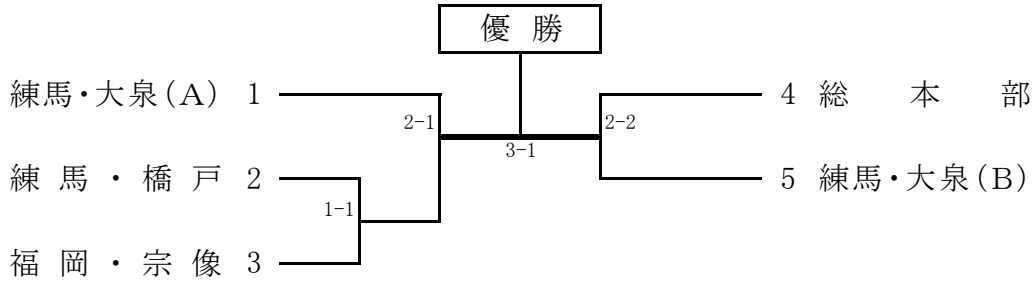 優勝
練馬・大泉(A) 1
4 総本部
2-1
2-2
3-1
練馬・橋戸 2
5 練馬・大泉(B)
1-1
福岡・宗像 3